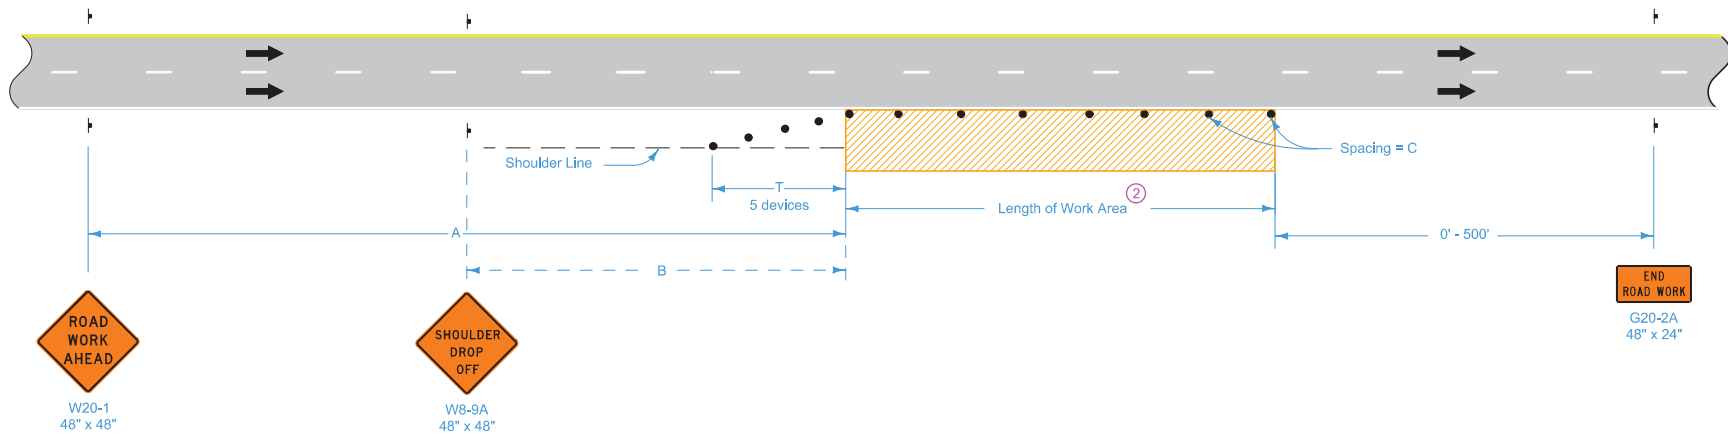 Shoulder Line
Spacing = C
T
5 devices
2
Length of Work Area
A
0' - 500'
B
ROAD
WORK
AHEAD
W20-1
48" x 48"
SHOULDER
DROP
OFF
W8-9A
48" x 48"
END
ROAD WORK
G20-2A
48" x 24"